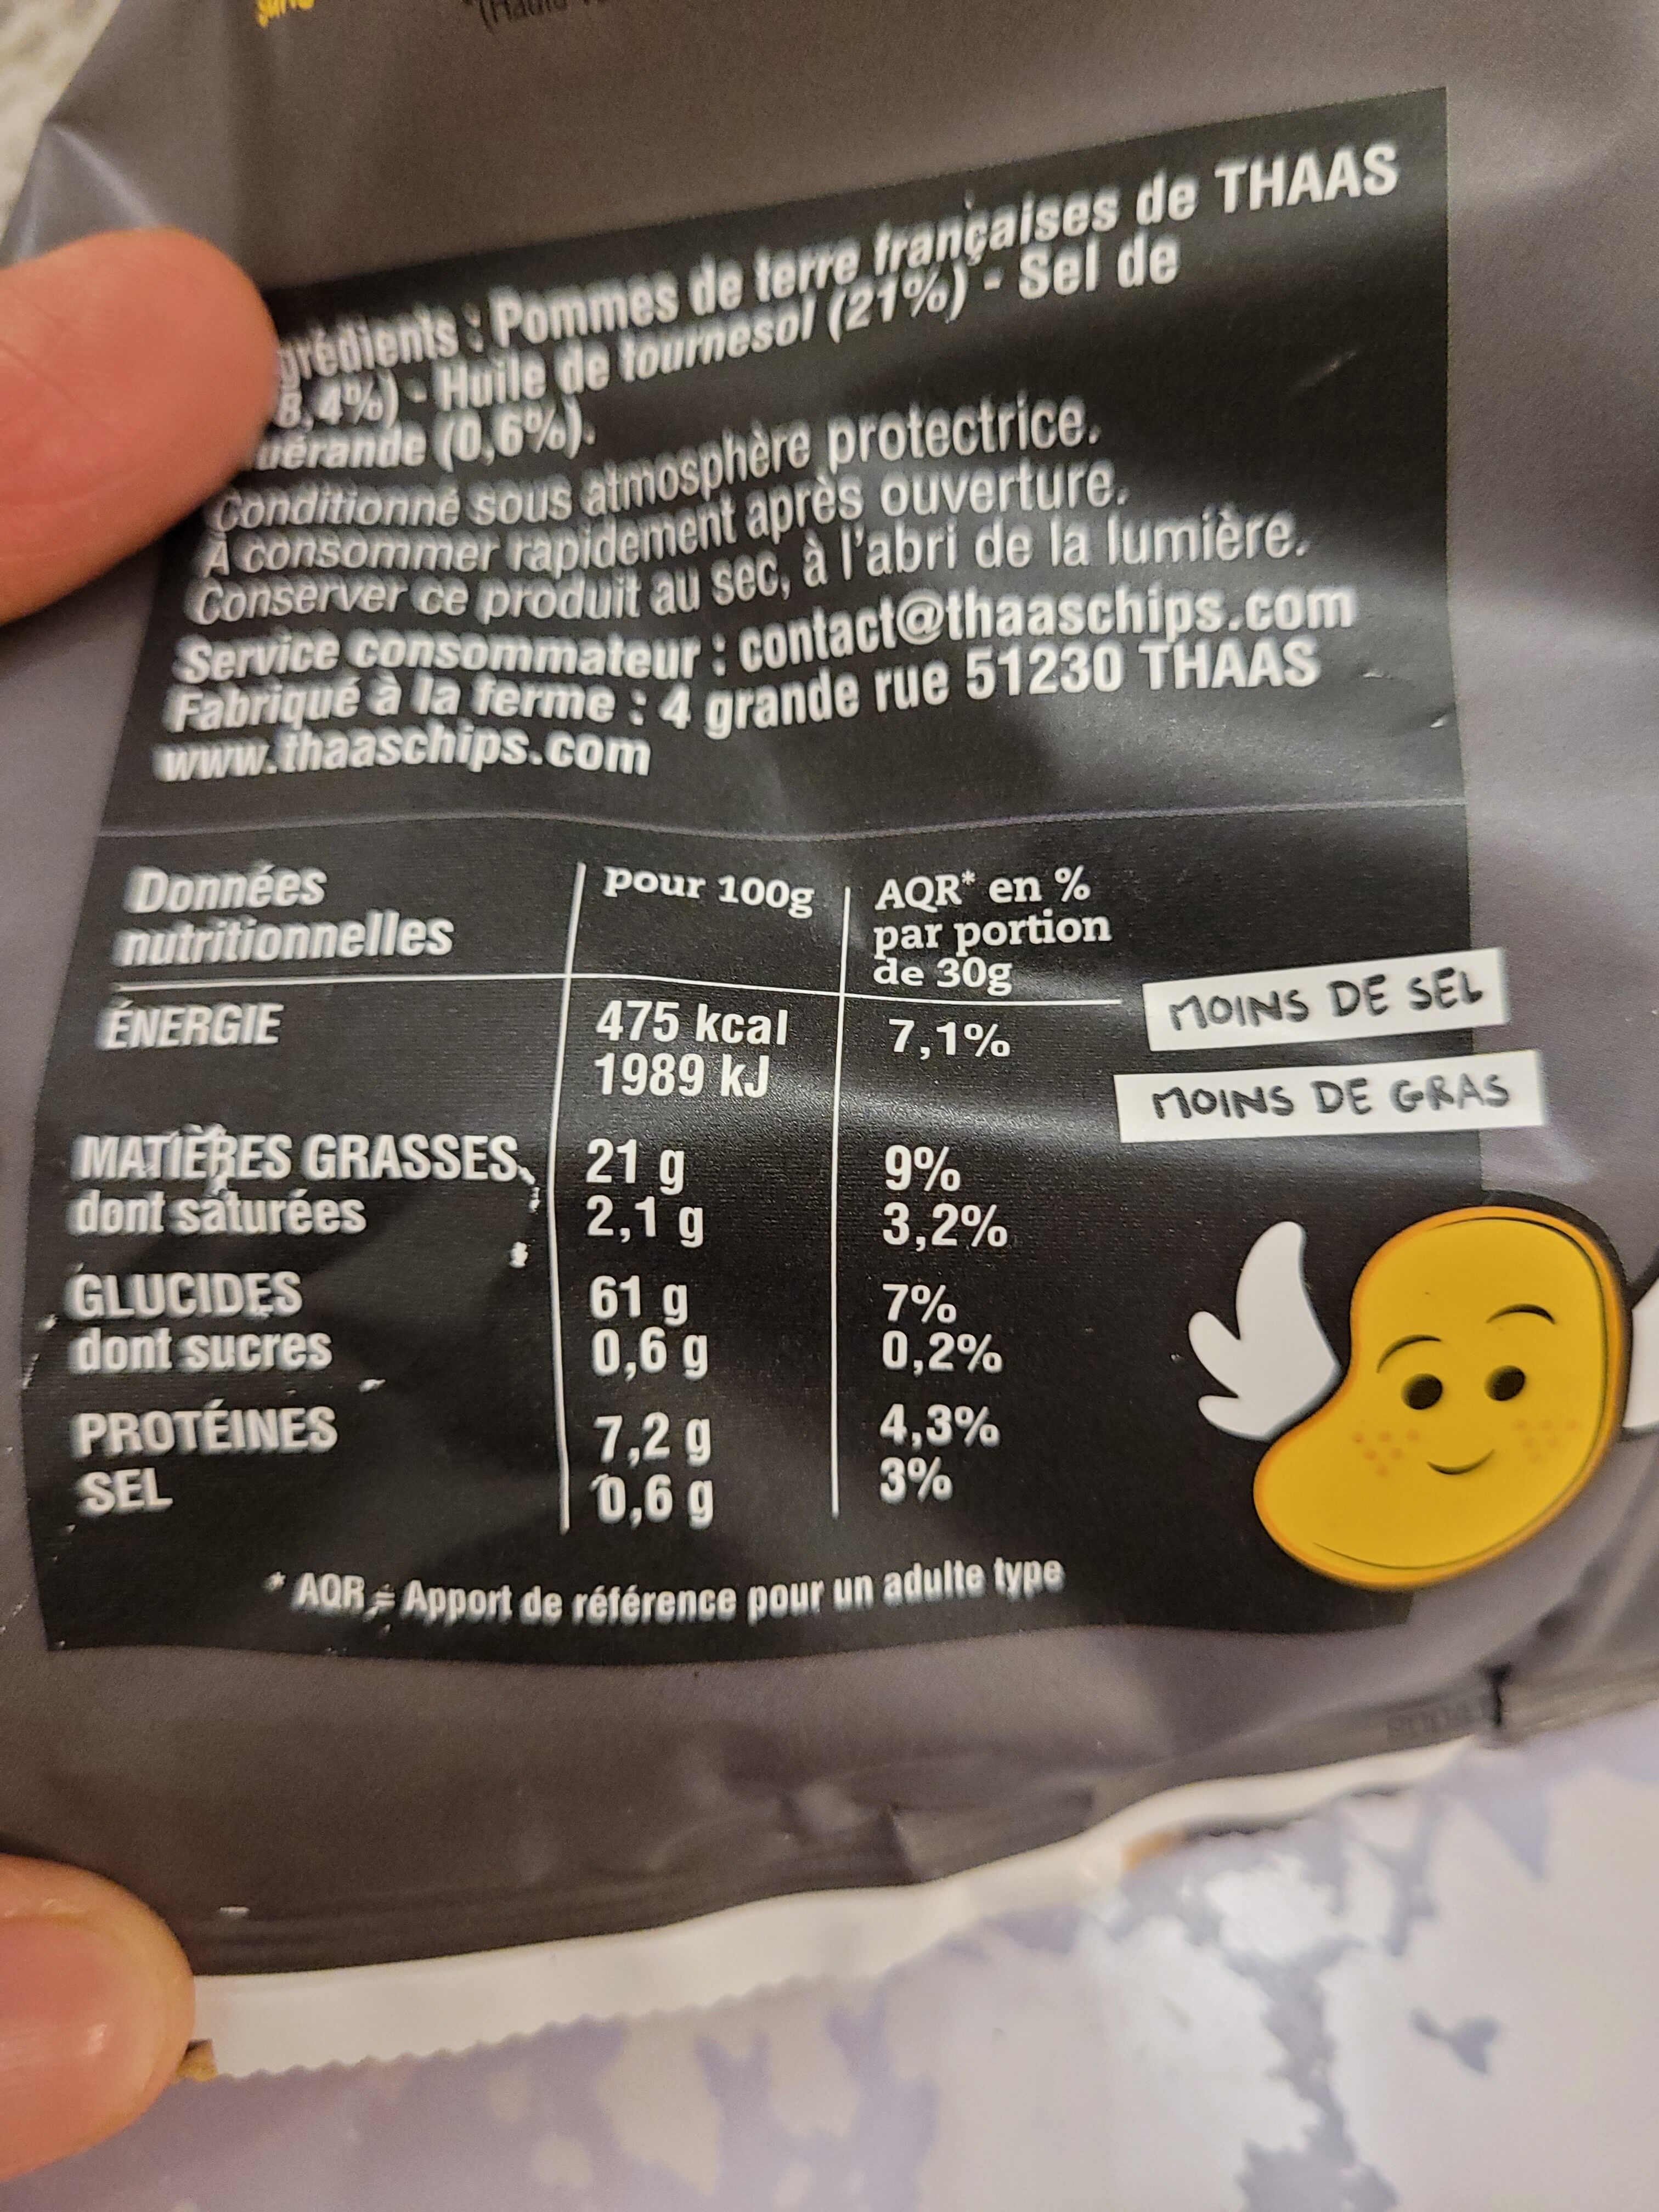 grédients : Pommes de terre françaises de THAAS
8,4%) - Huile de tournesol (21%) - Sel de
uérande (0,6%).
Conditionné sous atmosphère protectrice.
À consommer rapidement après ouverture.
Conserver ce produit au sec, à l'abri de la lumière.
Service consommateur : contact@thaaschips.com
Fabriqué à la ferme : 4 grande rue 51230 THAAS
www.thaaschips.com
Données nutritionnelles
pour 100g
AQR* en % par portion de 30g
ÉNERGIE 475 kcal 7,1%
1989 kJ
MATIÈRES GRASSES 21 g 9%
dont saturées 2,1 g 3,2%
GLUCIDES 61 g 7%
dont sucres 0,6 g 0,2%
PROTÉINES 7,2 g 4,3%
SEL 0,6 g 3%
MOINS DE SEL
MOINS DE GRAS
* AQR = Apport de référence pour un adulte type